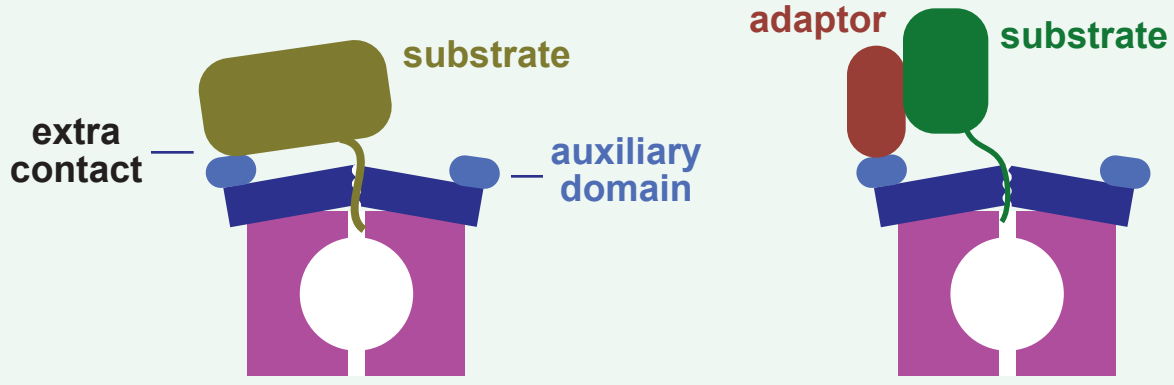 substrate
extra
contact
auxiliary
domain
adaptor
substrate